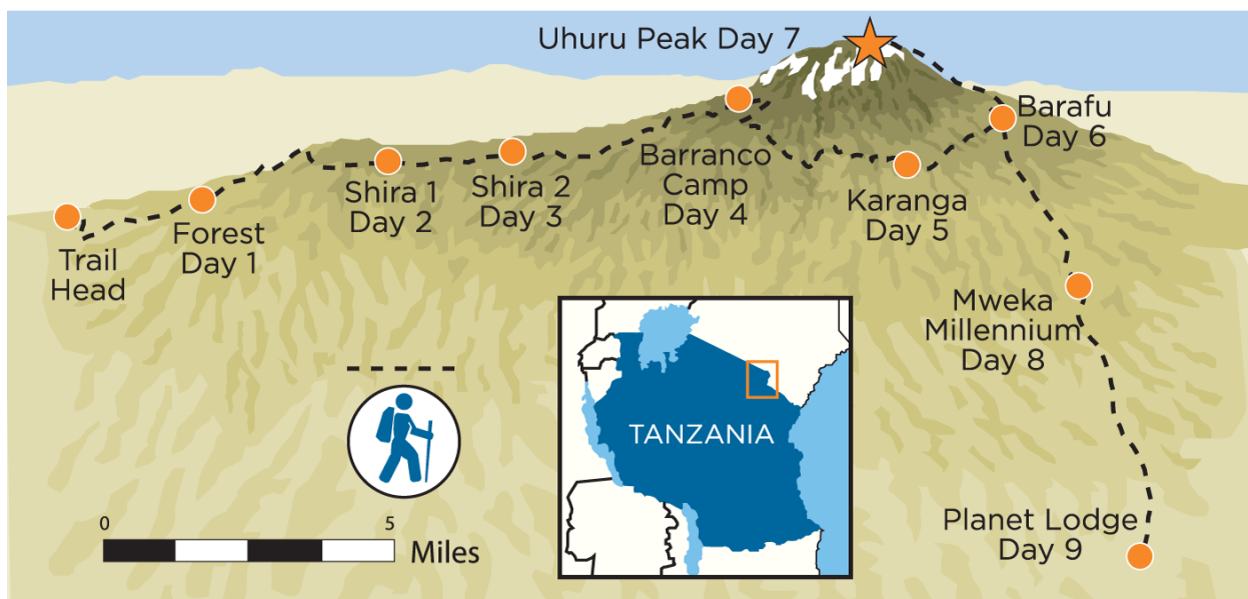 Uhuru Peak Day 7
Barafu
Day 6
Barranco
Camp
Day 4
Karanga
Day 5
Shira 1
Day 2
Shira 2
Day 3
Forest
Day 1
Trail
Head
Mweka
Millennium
Day 8
TANZANIA
Planet Lodge
Day 9
0 5
Miles